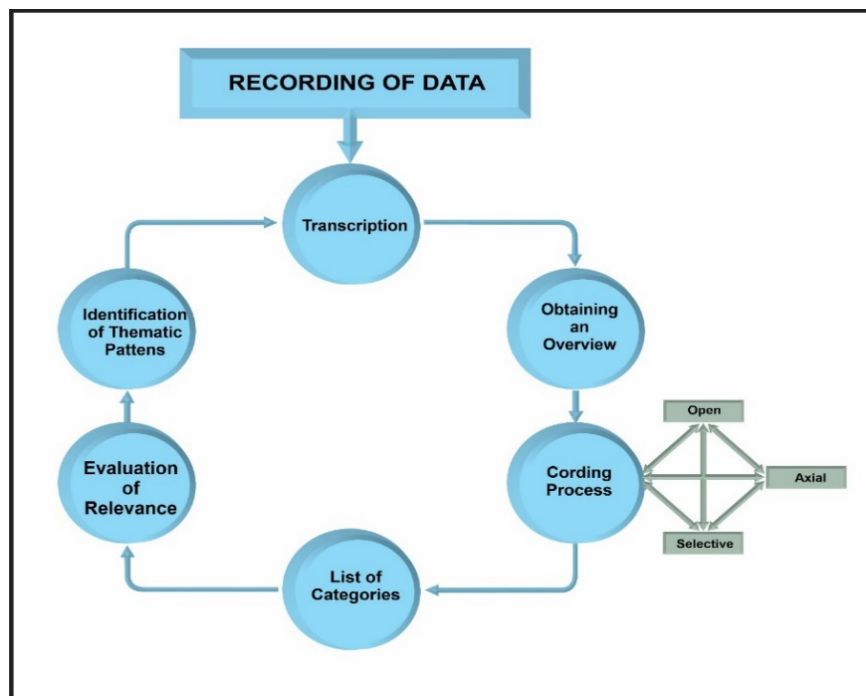 RECORDING OF DATA
Transcription
Obtaining
an
Overview
Cording
Process
Open
Axial
Selective
List of
Categories
Evaluation
of
Relevance
Identification
of Thematic
Pattens